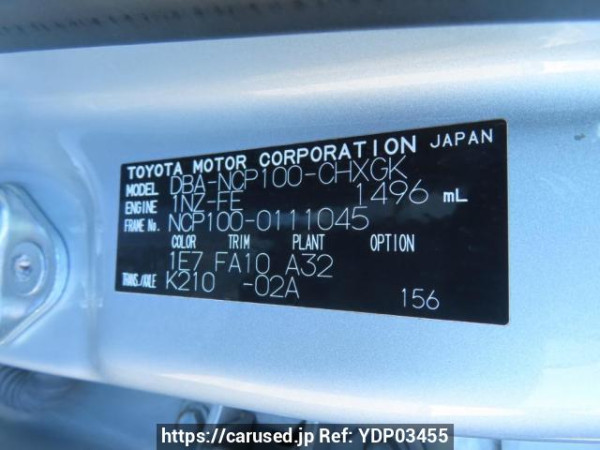 TOYOTA MOTOR CORPORATION JAPAN
MODEL DBA-NCP100-CHXGK
ENGINE 1NZ-FE 1496 mL
FRAME No. NCP100-0111045
COLOR TRIM PLANT OPTION
1E7 FA10 A32
TRANS./AXLE K210 -02A
156
https://carused.jp Ref: YDP03455